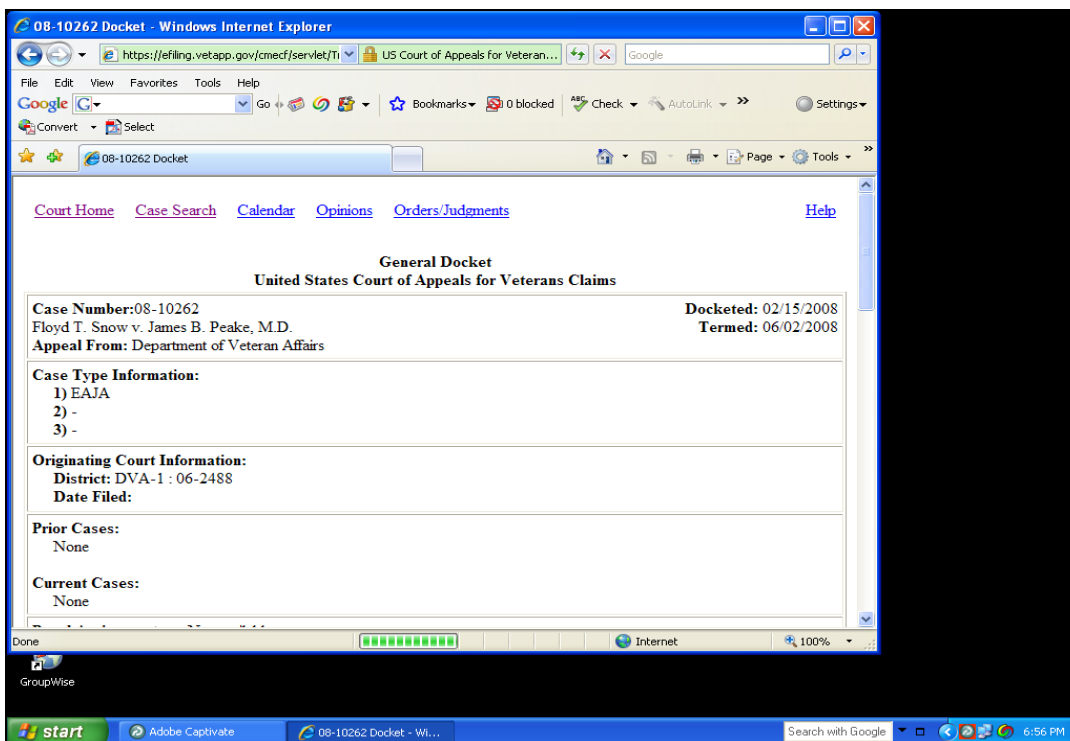 08-10262 Docket - Windows Internet Explorer
https://efiling.vetapp.gov/cmecf/servlet/Tr US Court of Appeals for Veteran... Google
File Edit View Favorites Tools Help
Google G Go Bookmarks 0 blocked ABC Check AutoLink » Settings
Convert Select
08-10262 Docket Page Tools »
Court Home Case Search Calendar Opinions Orders/Judgments Help
General Docket
United States Court of Appeals for Veterans Claims
Case Number:08-10262 Docketed: 02/15/2008
Floyd T. Snow v. James B. Peake, M.D. Termed: 06/02/2008
Appeal From: Department of Veteran Affairs
Case Type Information:
1) EAJA
2) -
3) -
Originating Court Information:
District: DVA-1 : 06-2488
Date Filed:
Prior Cases:
None
Current Cases:
None
Done Internet 100%
GroupWise
start Adobe Captivate 08-10262 Docket - Wi... Search with Google 6:56 PM